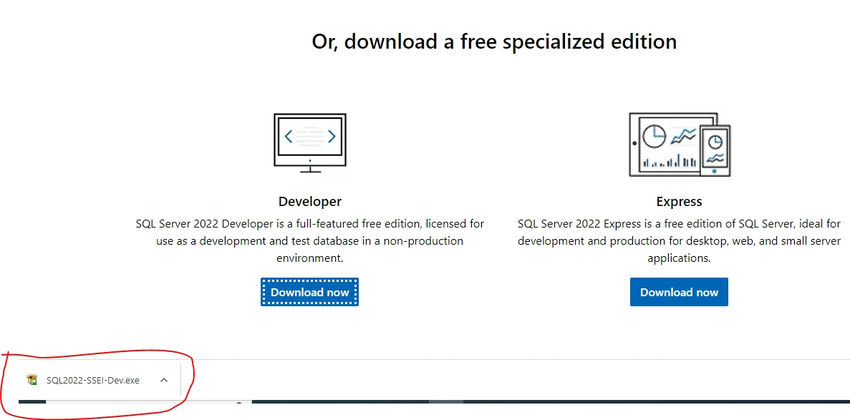 Or, download a free specialized edition
Developer
SQL Server 2022 Developer is a full-featured free edition, licensed for
use as a development and test database in a non-production
environment.
Download now
Express
SQL Server 2022 Express is a free edition of SQL Server, ideal for
development and production for desktop, web, and small server
applications.
Download now
SQL2022-SSEI-Dev.exe